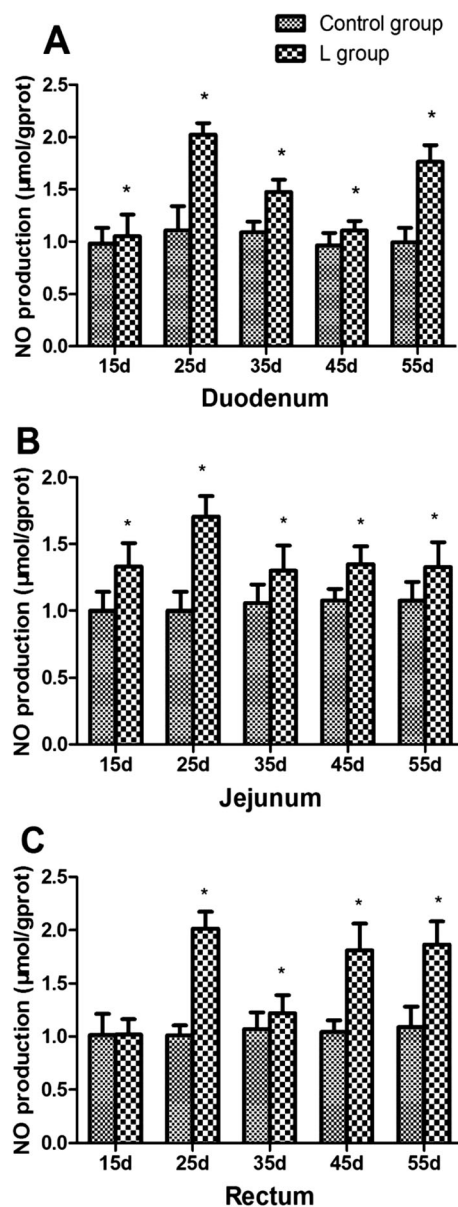 Control group
L group
A
NO production (μmol/gprot)
2.5
2.0
1.5
1.0
0.5
0.0
* * * * *
15d 25d 35d 45d 55d
Duodenum
B
NO production (μmol/gprot)
2.0
1.5
1.0
0.5
0.0
* * * * *
15d 25d 35d 45d 55d
Jejunum
C
NO production (μmol/gprot)
2.5
2.0
1.5
1.0
0.5
0.0
* * * *
15d 25d 35d 45d 55d
Rectum